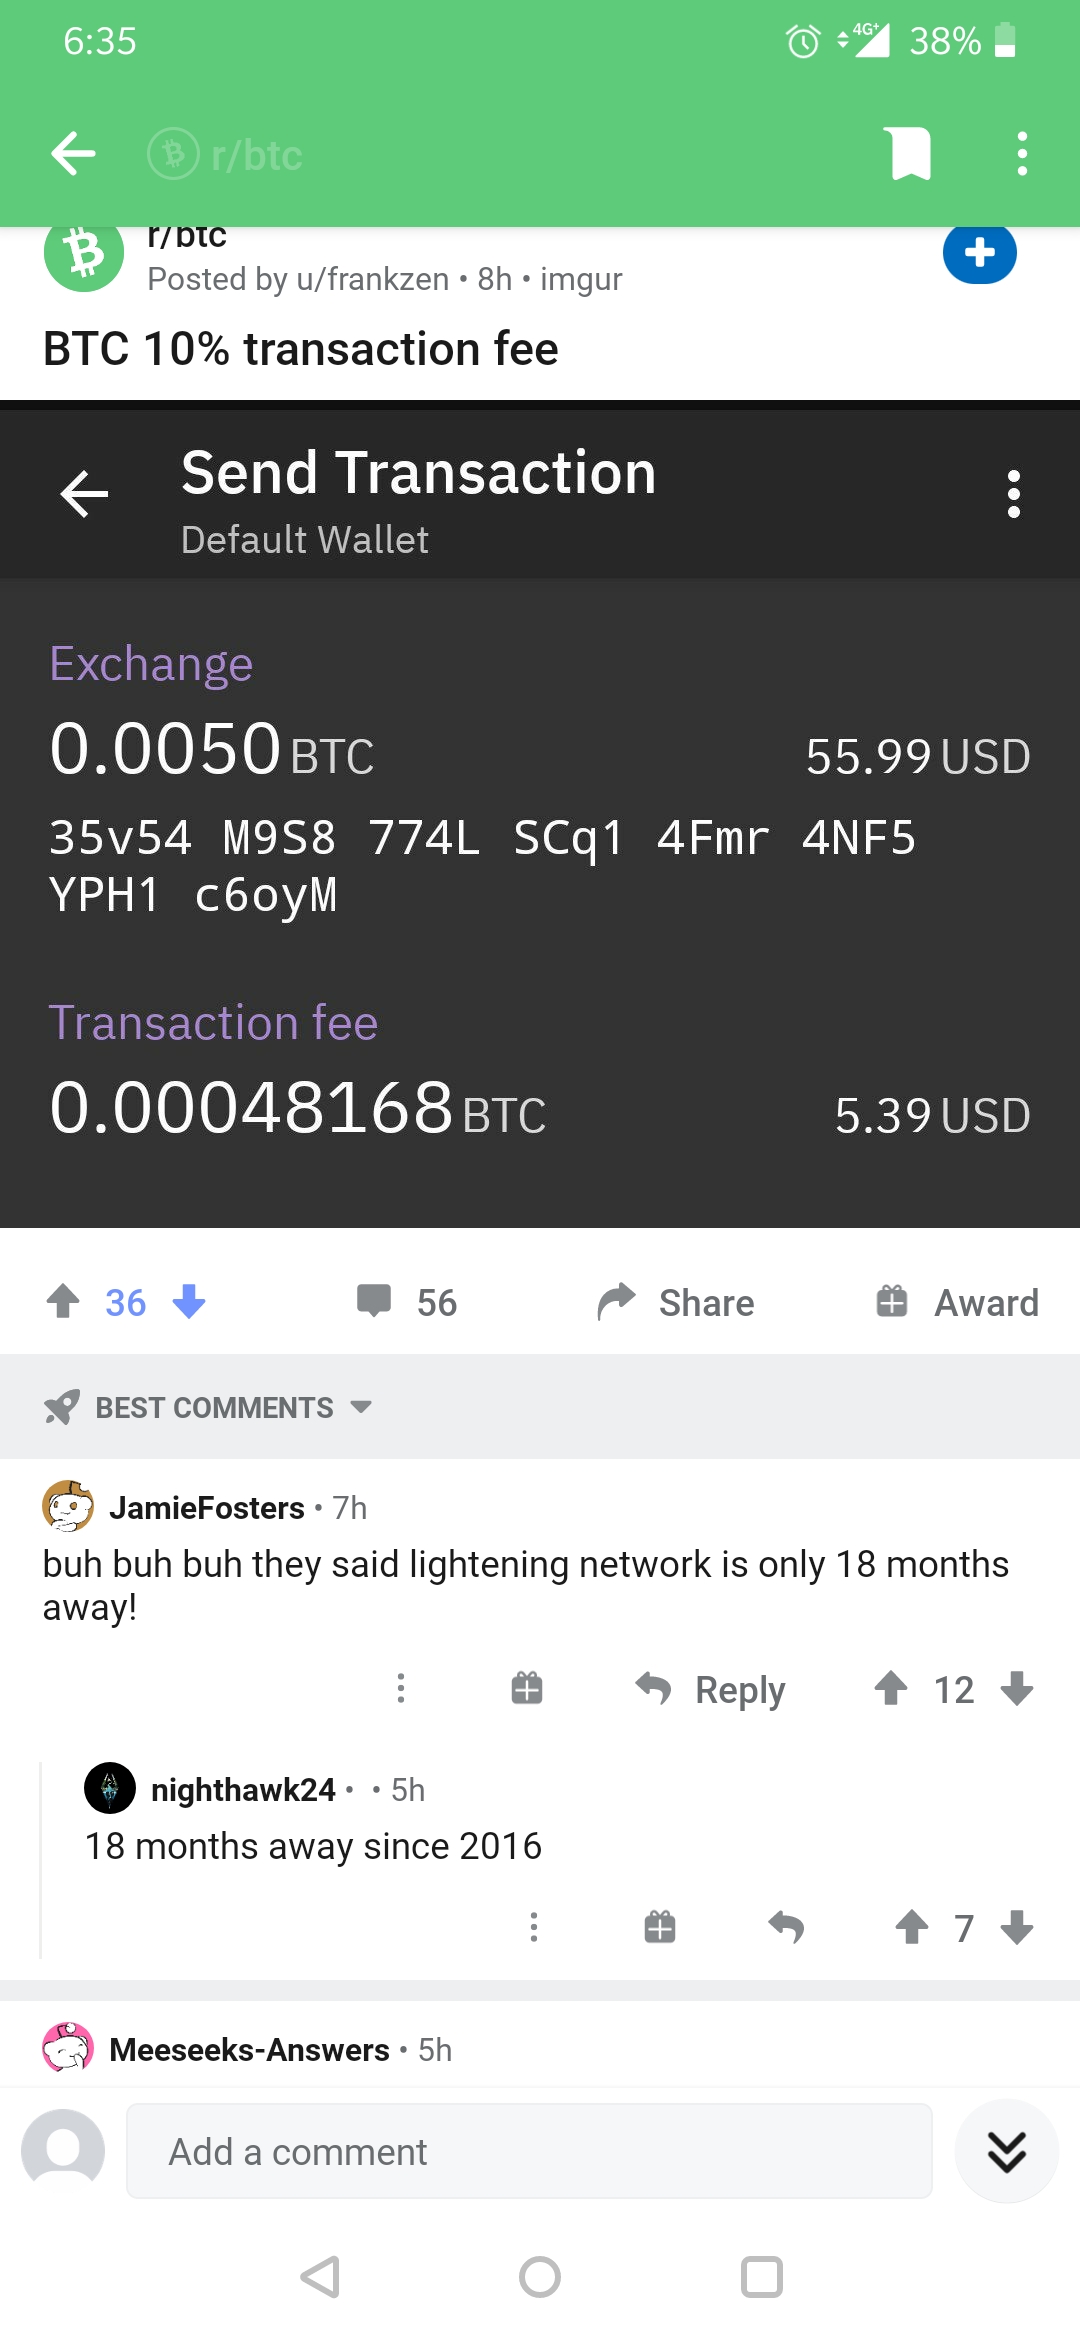 6:35
4G+
38%
r/btc
r/btc
Posted by u/frankzen • 8h • imgur
BTC 10% transaction fee
Send Transaction
Default Wallet
Exchange
0.0050 BTC 55.99 USD
35v54 M9S8 774L SCq1 4Fmr 4NF5
YPH1 c6oyM
Transaction fee
0.00048168 BTC 5.39 USD
36 56 Share Award
BEST COMMENTS
JamieFosters • 7h
buh buh buh they said lightening network is only 18 months
away!
Reply 12
nighthawk24 • • 5h
18 months away since 2016
7
Meeseeks-Answers • 5h
Add a comment